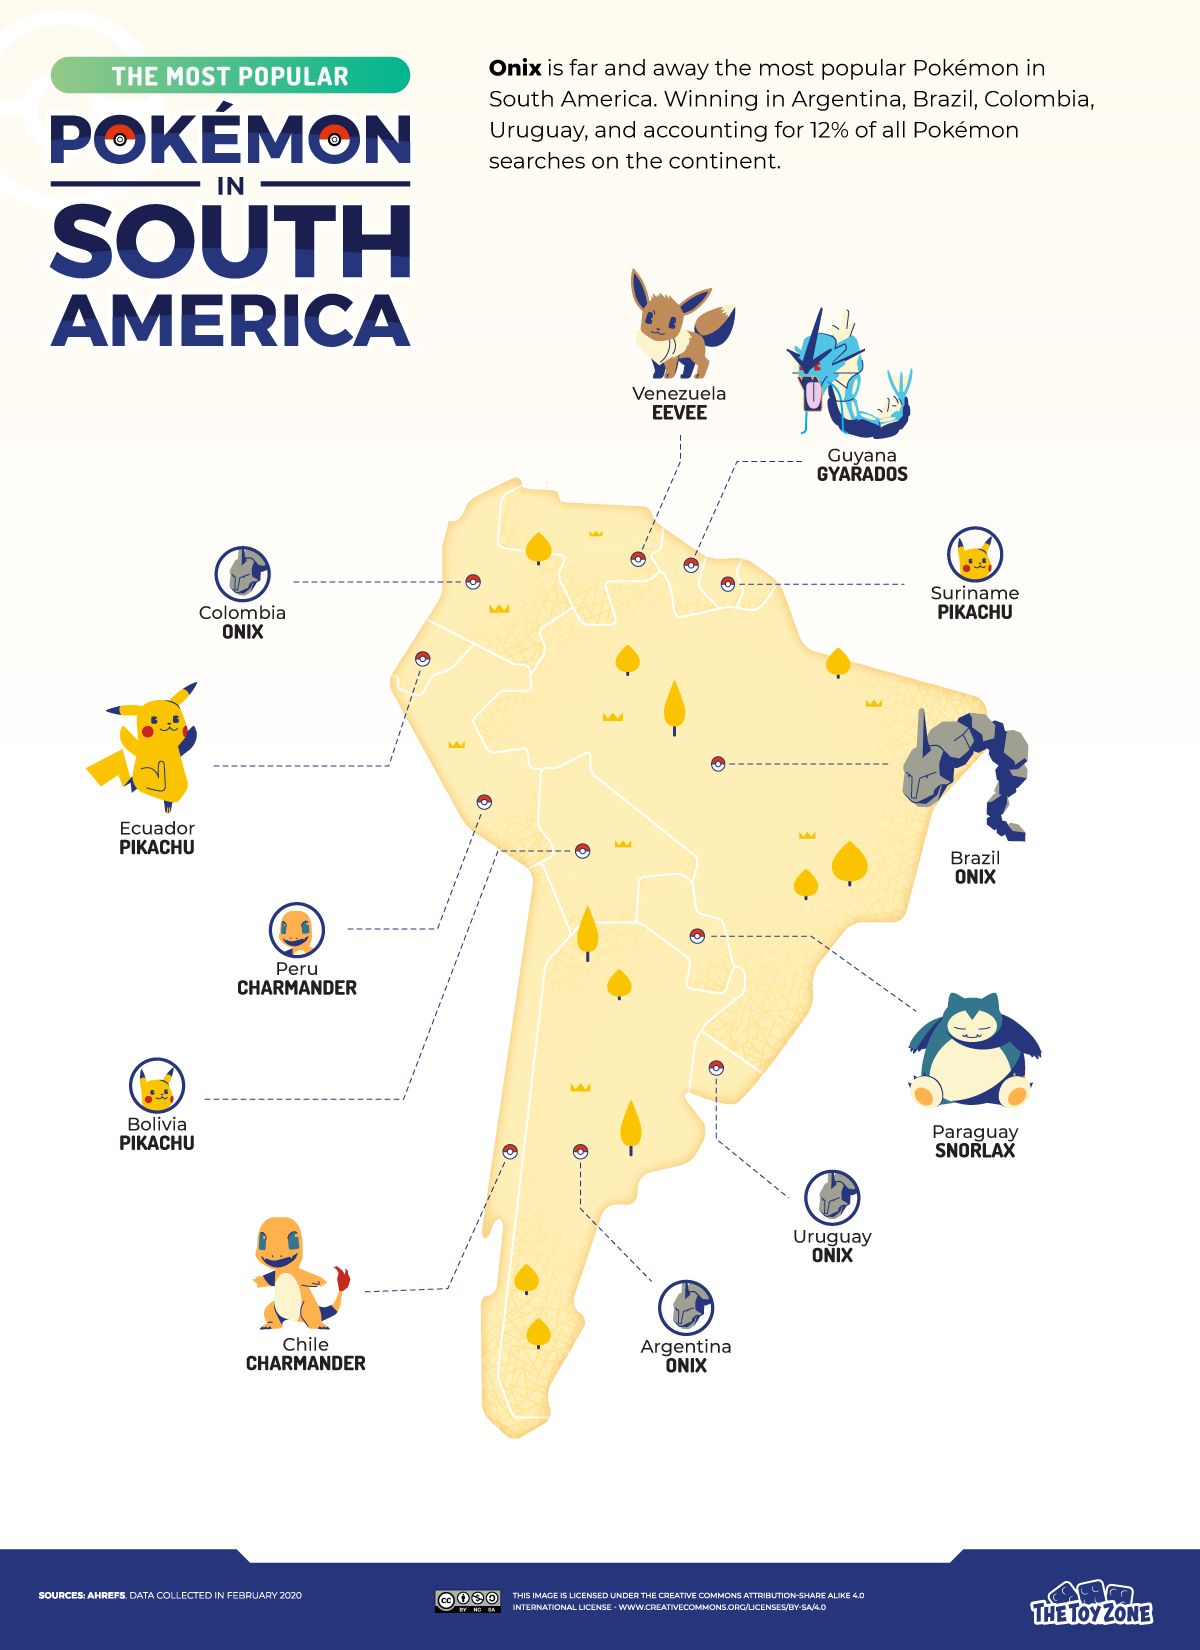 THE MOST POPULAR
POKÉMON
IN
SOUTH
AMERICA
Onix is far and away the most popular Pokémon in
South America. Winning in Argentina, Brazil, Colombia,
Uruguay, and accounting for 12% of all Pokémon
searches on the continent.
Venezuela
EEVEE
Guyana
GYARADOS
Suriname
PIKACHU
Colombia
ONIX
Ecuador
PIKACHU
Brazil
ONIX
Peru
CHARMANDER
Bolivia
PIKACHU
Paraguay
SNORLAX
Uruguay
ONIX
Chile
CHARMANDER
Argentina
ONIX
SOURCES: AHREFS. DATA COLLECTED IN FEBRUARY 2020
CC
BY NC SA
THIS IMAGE IS LICENSED UNDER THE CREATIVE COMMONS ATTRIBUTION-SHARE ALIKE 4.0
INTERNATIONAL LICENSE - WWW.CREATIVECOMMONS.ORG/LICENSES/BY-SA/4.0
THE TOY ZONE